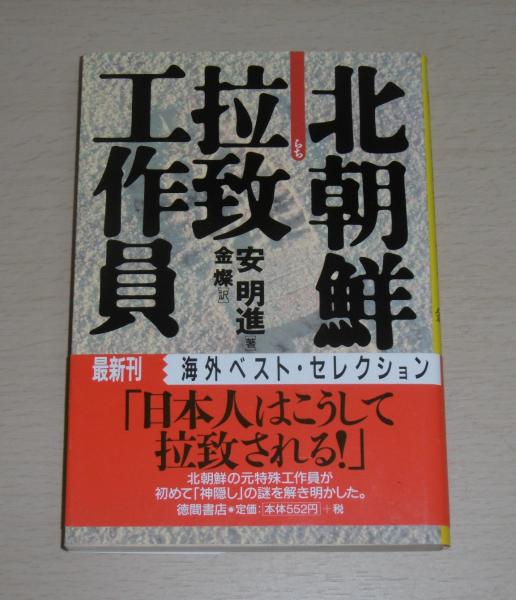 北朝鮮
拉致
らち
工作員
安 明進[著]
金 燦[訳]
最新刊
海外ベスト・セレクション
「日本人はこうして
拉致される!」
北朝鮮の元特殊工作員が
初めて「神隠し」の謎を解き明かした。
徳間書店●定価:[本体552円]+税